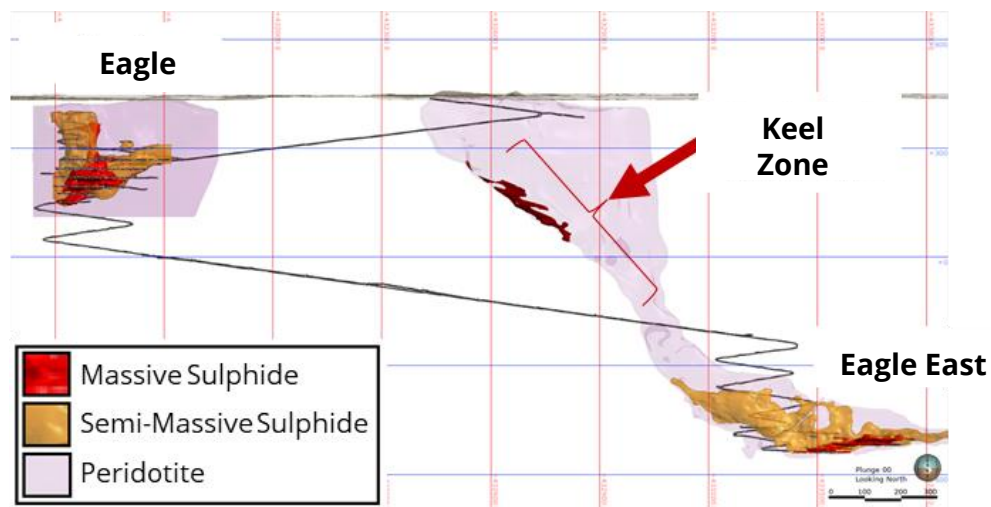 Eagle
Keel
Zone
Eagle East
Massive Sulphide
Semi-Massive Sulphide
Peridotite
Plunge 00
Looking North
0 100 200 300